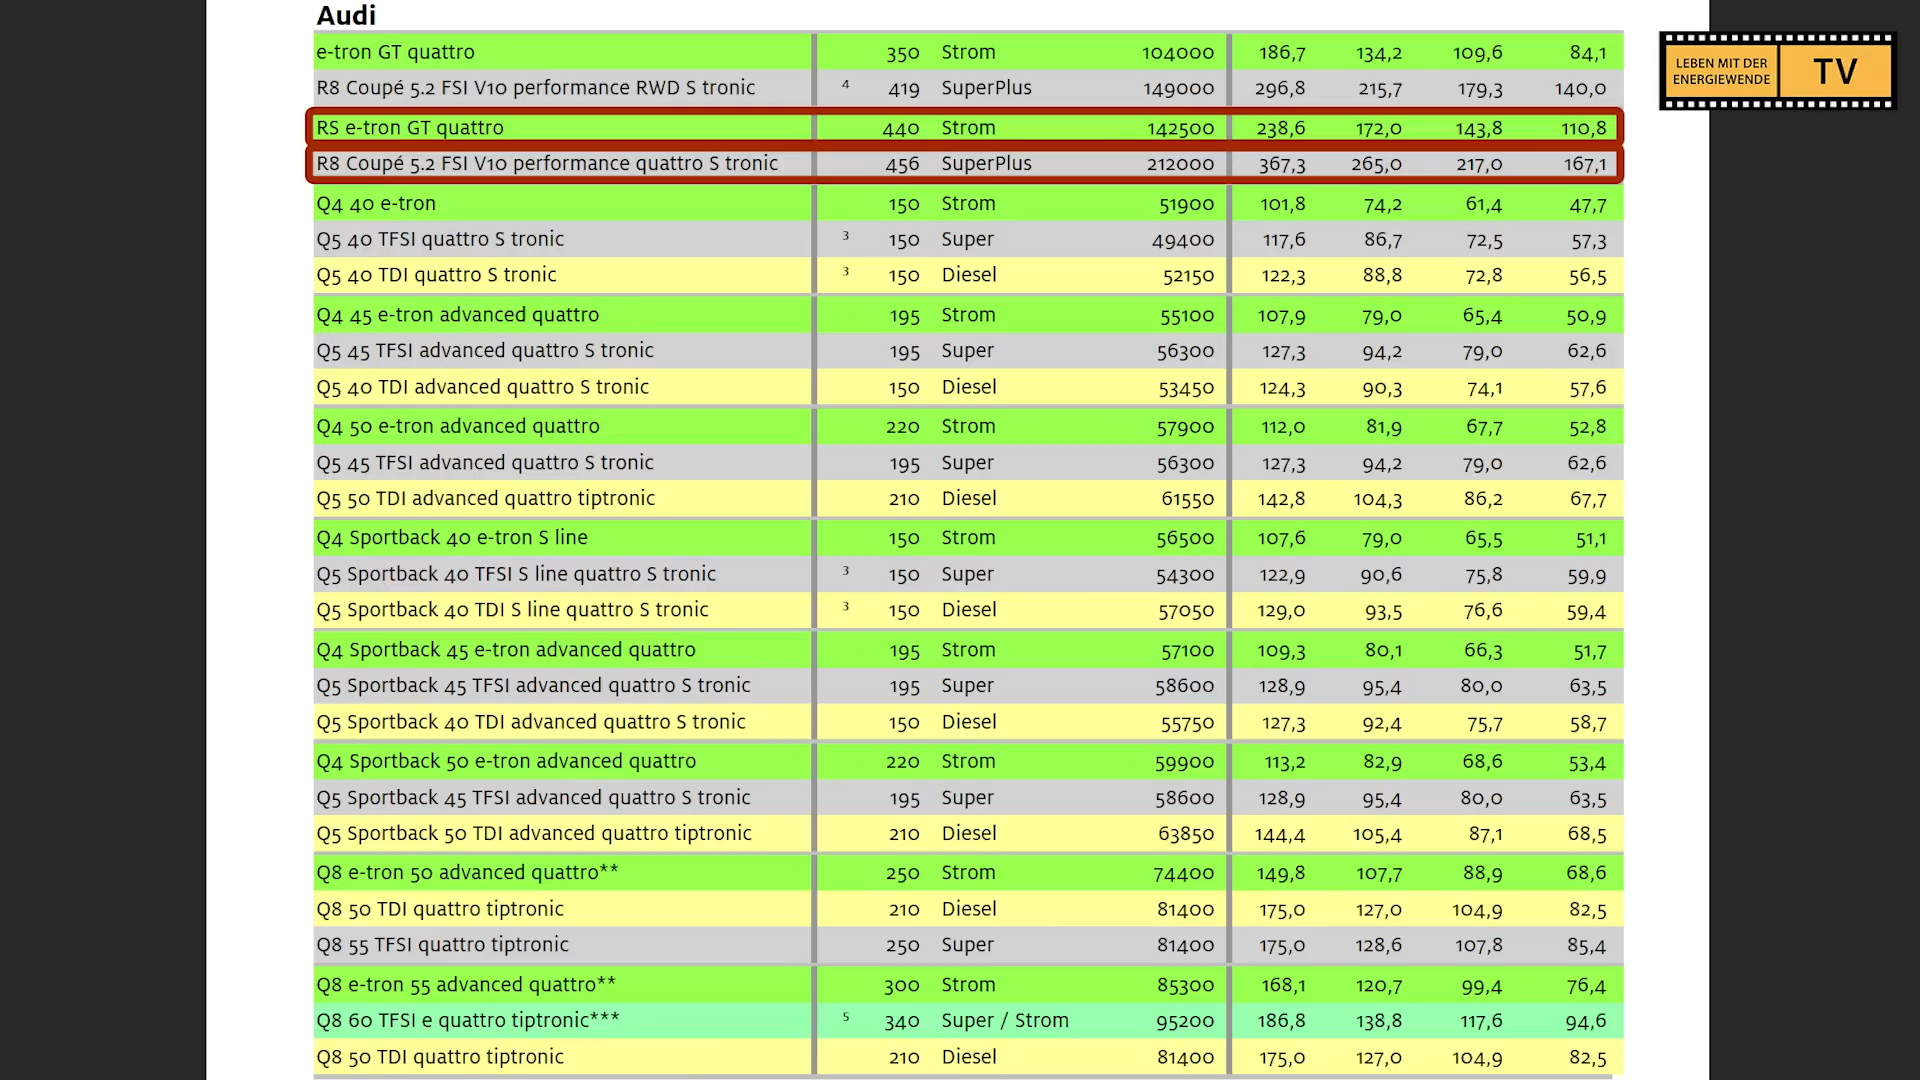 Audi
e-tron GT quattro 350 Strom 104000 186,7 134,2 109,6 84,1
R8 Coupé 5.2 FSI V10 performance RWD S tronic 4 419 SuperPlus 149000 296,8 215,7 179,3 140,0
RS e-tron GT quattro 440 Strom 142500 238,6 172,0 143,8 110,8
R8 Coupé 5.2 FSI V10 performance quattro S tronic 456 SuperPlus 212000 367,3 265,0 217,0 167,1
Q4 40 e-tron 150 Strom 51900 101,8 74,2 61,4 47,7
Q5 40 TFSI quattro S tronic 3 150 Super 49400 117,6 86,7 72,5 57,3
Q5 40 TDI quattro S tronic 3 150 Diesel 52150 122,3 88,8 72,8 56,5
Q4 45 e-tron advanced quattro 195 Strom 55100 107,9 79,0 65,4 50,9
Q5 45 TFSI advanced quattro S tronic 195 Super 56300 127,3 94,2 79,0 62,6
Q5 40 TDI advanced quattro S tronic 150 Diesel 53450 124,3 90,3 74,1 57,6
Q4 50 e-tron advanced quattro 220 Strom 57900 112,0 81,9 67,7 52,8
Q5 45 TFSI advanced quattro S tronic 195 Super 56300 127,3 94,2 79,0 62,6
Q5 50 TDI advanced quattro tiptronic 210 Diesel 61550 142,8 104,3 86,2 67,7
Q4 Sportback 40 e-tron S line 150 Strom 56500 107,6 79,0 65,5 51,1
Q5 Sportback 40 TFSI S line quattro S tronic 3 150 Super 54300 122,9 90,6 75,8 59,9
Q5 Sportback 40 TDI S line quattro S tronic 3 150 Diesel 57050 129,0 93,5 76,6 59,4
Q4 Sportback 45 e-tron advanced quattro 195 Strom 57100 109,3 80,1 66,3 51,7
Q5 Sportback 45 TFSI advanced quattro S tronic 195 Super 58600 128,9 95,4 80,0 63,5
Q5 Sportback 40 TDI advanced quattro S tronic 150 Diesel 55750 127,3 92,4 75,7 58,7
Q4 Sportback 50 e-tron advanced quattro 220 Strom 59900 113,2 82,9 68,6 53,4
Q5 Sportback 45 TFSI advanced quattro S tronic 195 Super 58600 128,9 95,4 80,0 63,5
Q5 Sportback 50 TDI advanced quattro tiptronic 210 Diesel 63850 144,4 105,4 87,1 68,5
Q8 e-tron 50 advanced quattro** 250 Strom 74400 149,8 107,7 88,9 68,6
Q8 50 TDI quattro tiptronic 210 Diesel 81400 175,0 127,0 104,9 82,5
Q8 55 TFSI quattro tiptronic 250 Super 81400 175,0 128,6 107,8 85,4
Q8 e-tron 55 advanced quattro** 300 Strom 85300 168,1 120,7 99,4 76,4
Q8 60 TFSI e quattro tiptronic*** 5 340 Super / Strom 95200 186,8 138,8 117,6 94,6
Q8 50 TDI quattro tiptronic 210 Diesel 81400 175,0 127,0 104,9 82,5
LEBEN MIT DER
ENERGIEWENDE
TV